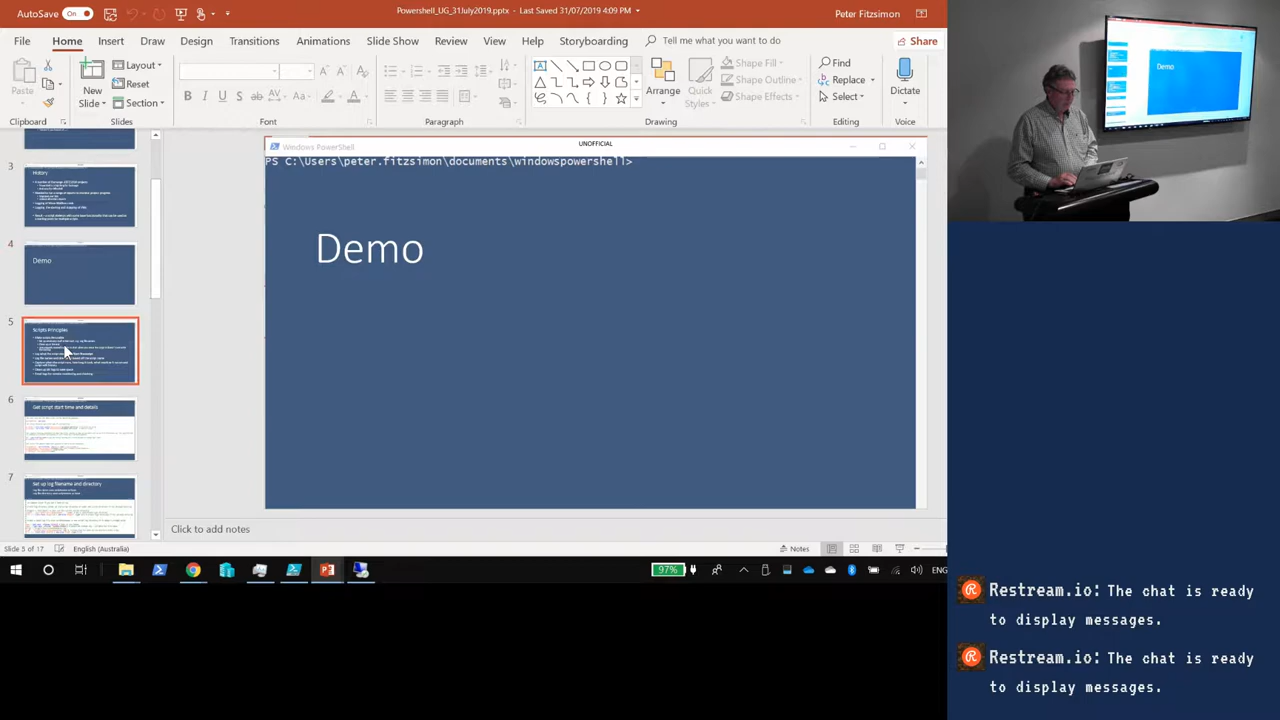 AutoSave On
Powershell_UG_31July2019.pptx - Last Saved 31/07/2019 4:09 PM
Peter Fitzsimon
File Home Insert Draw Design Transitions Animations Slide Show Review View Help Storyboarding Tell me what you want to do Share
Paste
New
Slide
Layout
Reset
Section
B I U S ab AV Aa A
Arrange
Quick
Styles
Shape Fill
Shape Outline
Shape Effects
Find
Replace
Select
Dictate
Clipboard Slides Font Paragraph Drawing Editing Voice
3
History
4
Demo
5
Scripts Principles
6
Get script start time and details
7
Set up log filename and directory
Windows PowerShell
UNOFFICIAL
PS C:\Users\peter.fitzsimon\documents\windowspowershell>
Demo
Click to add notes
Slide 5 of 17 English (Australia) Notes
97%
ENG
Demo
Restream.io: The chat is ready
to display messages.
Restream.io: The chat is ready
to display messages.